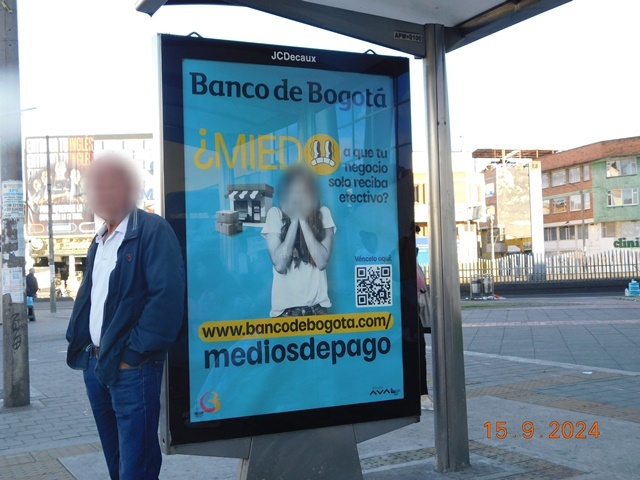 JCDecaux
Banco de Bogotá
¿MIEDO
a que tu
negocio
solo reciba
efectivo?
Véncelo aquí
www.bancodebogota.com/
mediosdepago
AVAL
15.9.2024